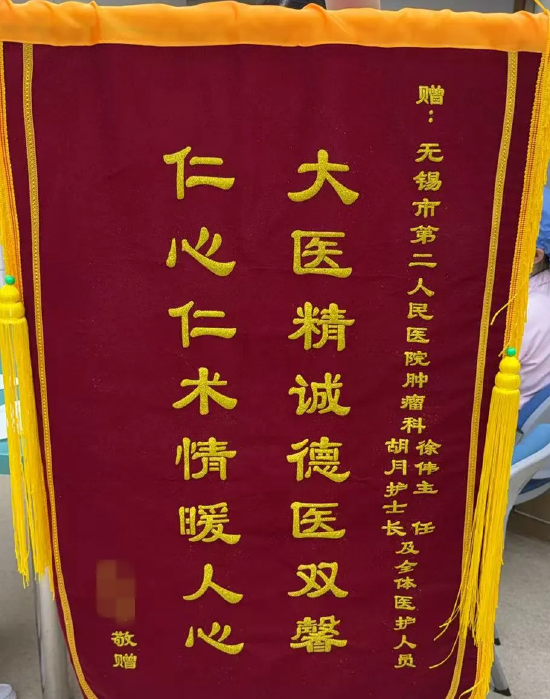 赠：无锡市第二人民医院肿瘤科
徐伟主任
胡月护士长
及全体医护人员
大医精诚德医双馨
仁心仁术情暖人心
敬赠